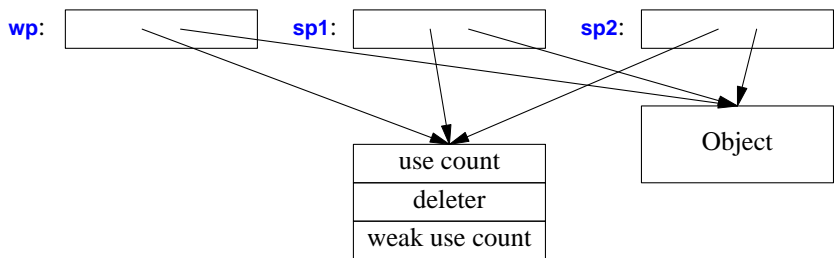 wp: sp1: sp2:
Object
use count
deleter
weak use count